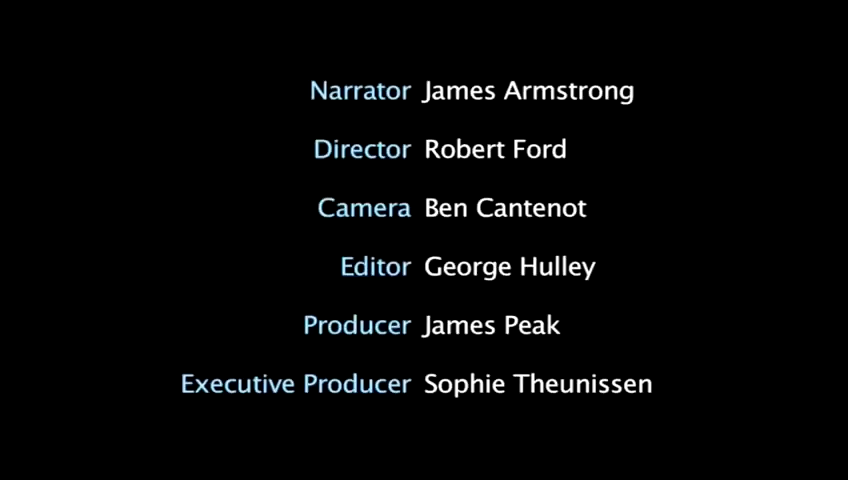 Narrator James Armstrong
Director Robert Ford
Camera Ben Cantenot
Editor George Hulley
Producer James Peak
Executive Producer Sophie Theunissen